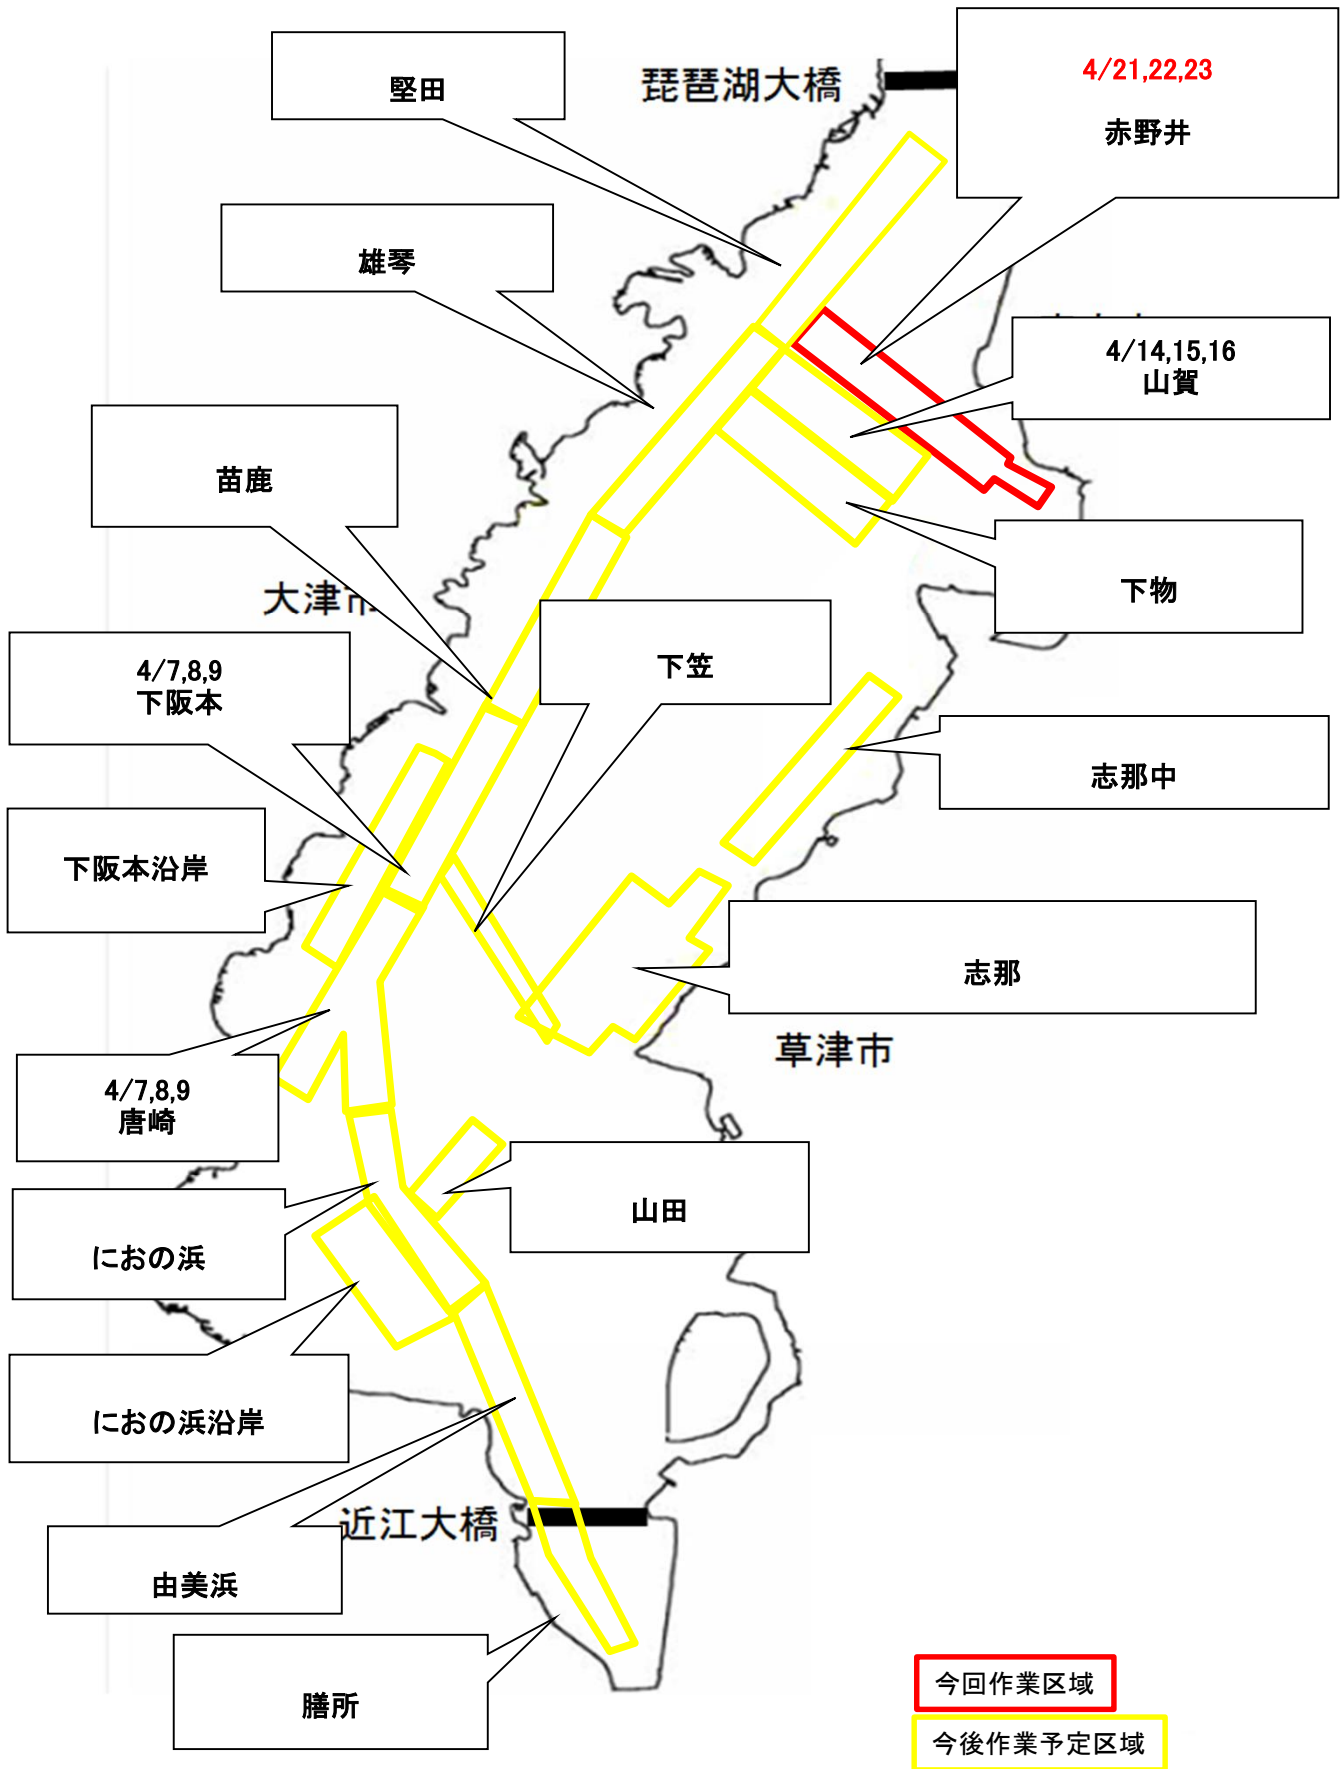 琵琶湖大橋
4/21,22,23
赤野井
堅田
雄琴
4/14,15,16
山賀
苗鹿
大津市
下物
下笠
4/7,8,9
下阪本
志那中
下阪本沿岸
志那
草津市
4/7,8,9
唐崎
山田
におの浜
におの浜沿岸
近江大橋
由美浜
膳所
今回作業区域
今後作業予定区域